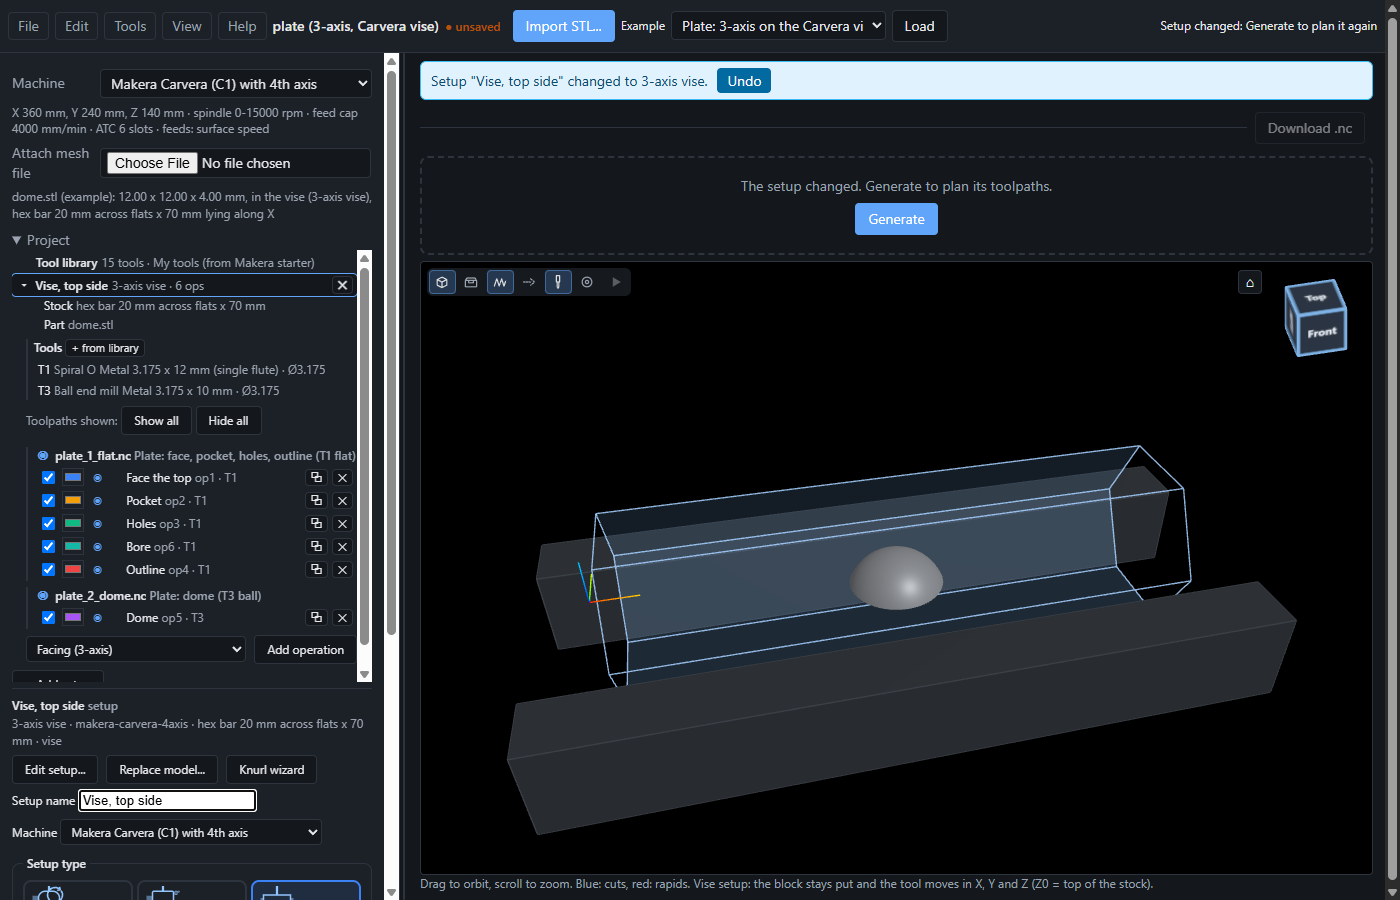 File Edit Tools View Help plate (3-axis, Carvera vise) • unsaved Import STL... Example Plate: 3-axis on the Carvera vi Load Setup changed: Generate to plan it again
Machine Makera Carvera (C1) with 4th axis
X 360 mm, Y 240 mm, Z 140 mm · spindle 0-15000 rpm · feed cap
4000 mm/min · ATC 6 slots · feeds: surface speed
Attach mesh
file
Choose File No file chosen
dome.stl (example): 12.00 x 12.00 x 4.00 mm, in the vise (3-axis vise),
hex bar 20 mm across flats x 70 mm lying along X
Project
Tool library 15 tools · My tools (from Makera starter)
Vise, top side 3-axis vise · 6 ops
Stock hex bar 20 mm across flats x 70 mm
Part dome.stl
Tools + from library
T1 Spiral O Metal 3.175 x 12 mm (single flute) · Ø3.175
T3 Ball end mill Metal 3.175 x 10 mm · Ø3.175
Toolpaths shown: Show all Hide all
plate_1_flat.nc Plate: face, pocket, holes, outline (T1 flat)
Face the top op1 · T1
Pocket op2 · T1
Holes op3 · T1
Bore op6 · T1
Outline op4 · T1
plate_2_dome.nc Plate: dome (T3 ball)
Dome op5 · T3
Facing (3-axis) Add operation
Vise, top side setup
3-axis vise · makera-carvera-4axis · hex bar 20 mm across flats x 70
mm · vise
Edit setup... Replace model... Knurl wizard
Setup name Vise, top side
Machine Makera Carvera (C1) with 4th axis
Setup type
Setup "Vise, top side" changed to 3-axis vise. Undo
Download .nc
The setup changed. Generate to plan its toolpaths.
Generate
Top
Front
Drag to orbit, scroll to zoom. Blue: cuts, red: rapids. Vise setup: the block stays put and the tool moves in X, Y and Z (Z0 = top of the stock).